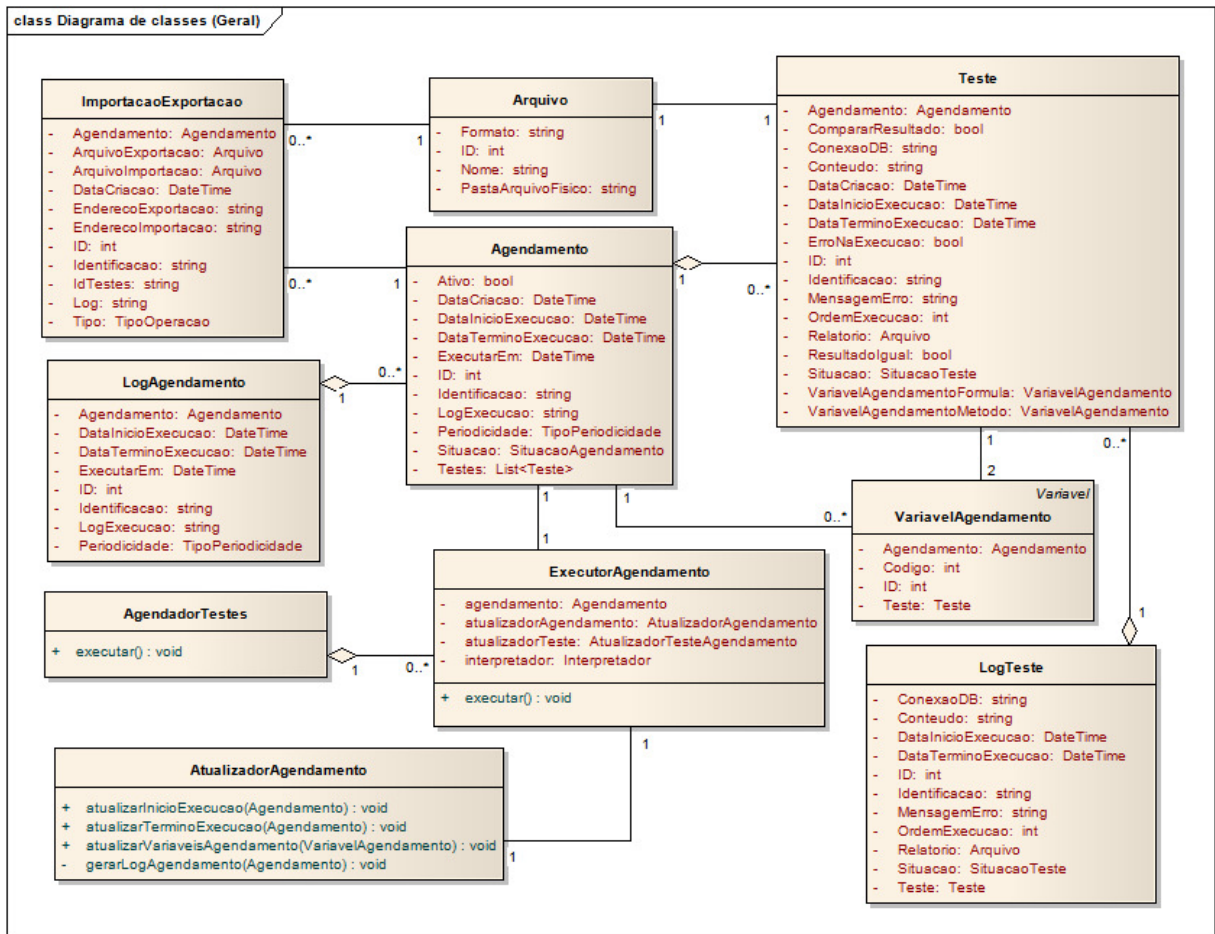 class Diagrama de classes (Geral)
ImportacaoExportacao
- Agendamento: Agendamento
- ArquivoExportacao: Arquivo
- ArquivoImportacao: Arquivo
- DataCriacao: DateTime
- EnderecoExportacao: string
- EnderecoImportacao: string
- ID: int
- Identificacao: string
- IdTestes: string
- Log: string
- Tipo: TipoOperacao
0..*
1
0..*
1
Arquivo
- Formato: string
- ID: int
- Nome: string
- PastaArquivoFisico: string
1
1
Teste
- Agendamento: Agendamento
- CompararResultado: bool
- ConexaoDB: string
- Conteudo: string
- DataCriacao: DateTime
- DataInicioExecucao: DateTime
- DataTerminoExecucao: DateTime
- ErroNaExecucao: bool
- ID: int
- Identificacao: string
- MensagemErro: string
- OrdemExecucao: int
- Relatorio: Arquivo
- ResultadoIgual: bool
- Situacao: SituacaoTeste
- VariavelAgendamentoFormula: VariavelAgendamento
- VariavelAgendamentoMetodo: VariavelAgendamento
Agendamento
- Ativo: bool
- DataCriacao: DateTime
- DataInicioExecucao: DateTime
- DataTerminoExecucao: DateTime
- ExecutarEm: DateTime
- ID: int
- Identificacao: string
- LogExecucao: string
- Periodicidade: TipoPeriodicidade
- Situacao: SituacaoAgendamento
- Testes: List<Teste>
1
0..*
LogAgendamento
- Agendamento: Agendamento
- DataInicioExecucao: DateTime
- DataTerminoExecucao: DateTime
- ExecutarEm: DateTime
- ID: int
- Identificacao: string
- LogExecucao: string
- Periodicidade: TipoPeriodicidade
1
0..*
1
1
1
0..*
1
2
0..*
1
Variavel
VariavelAgendamento
- Agendamento: Agendamento
- Codigo: int
- ID: int
- Teste: Teste
ExecutorAgendamento
- agendamento: Agendamento
- atualizadorAgendamento: AtualizadorAgendamento
- atualizadorTeste: AtualizadorTesteAgendamento
- interpretador: Interpretador
+ executar() : void
AgendadorTestes
+ executar() : void
1
0..*
1
1
AtualizadorAgendamento
+ atualizarInicioExecucao(Agendamento) : void
+ atualizarTerminoExecucao(Agendamento) : void
+ atualizarVariaveisAgendamento(VariavelAgendamento) : void
- gerarLogAgendamento(Agendamento) : void
LogTeste
- ConexaoDB: string
- Conteudo: string
- DataInicioExecucao: DateTime
- DataTerminoExecucao: DateTime
- ID: int
- Identificacao: string
- MensagemErro: string
- OrdemExecucao: int
- Relatorio: Arquivo
- Situacao: SituacaoTeste
- Teste: Teste